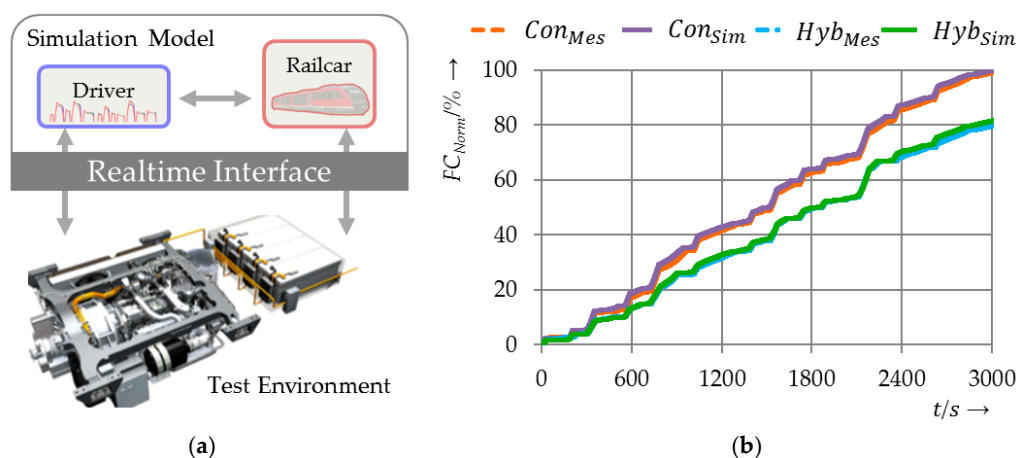 Simulation Model
Driver
Railcar
Realtime Interface
Test Environment
(a)
Con_Mes Con_Sim Hyb_Mes Hyb_Sim
FC_Norm/% →
100
80
60
40
20
0
0 600 1200 1800 2400 3000
t/s →
(b)